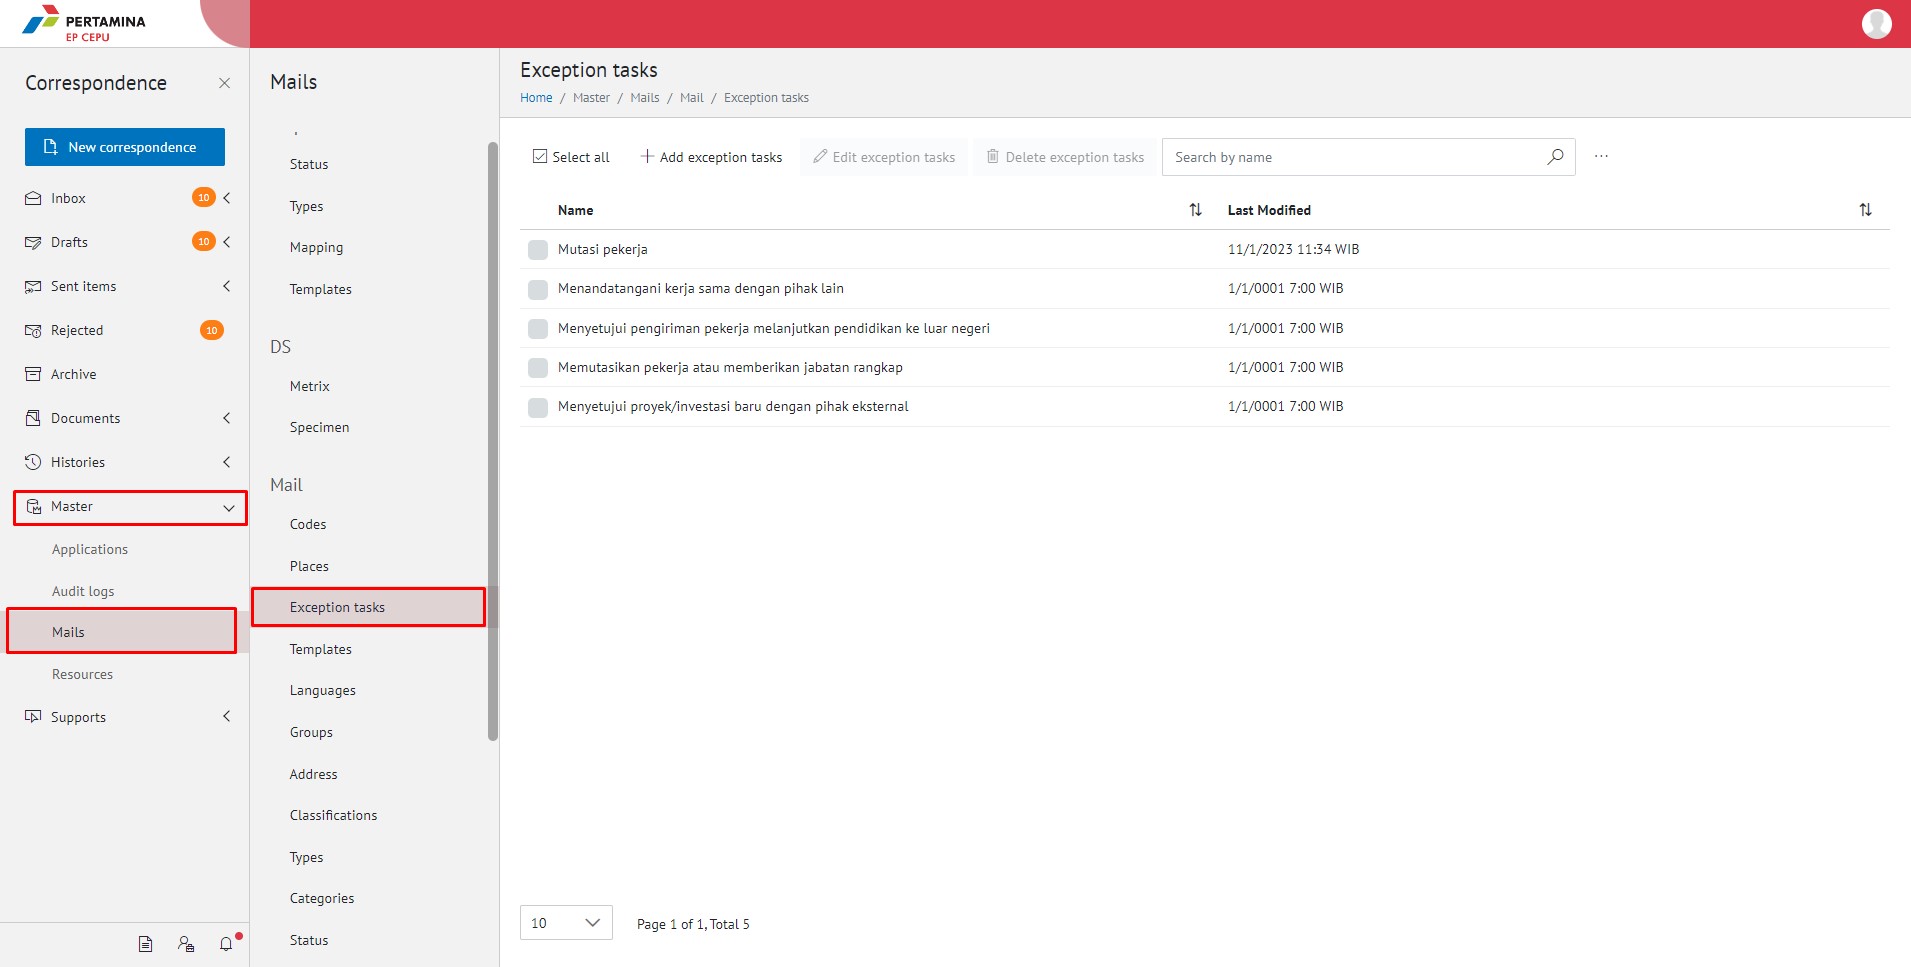 PERTAMINA
EP CEPU
Correspondence
New correspondence
Inbox 10
Drafts 10
Sent items
Rejected 10
Archive
Documents
Histories
Master
Applications
Audit logs
Mails
Resources
Supports
Mails
Status
Types
Mapping
Templates
DS
Metrix
Specimen
Mail
Codes
Places
Exception tasks
Templates
Languages
Groups
Address
Classifications
Types
Categories
Status
Exception tasks
Home / Master / Mails / Mail / Exception tasks
Select all Add exception tasks Edit exception tasks Delete exception tasks Search by name ...
Name Last Modified
Mutasi pekerja 11/1/2023 11:34 WIB
Menandatangani kerja sama dengan pihak lain 1/1/0001 7:00 WIB
Menyetujui pengiriman pekerja melanjutkan pendidikan ke luar negeri 1/1/0001 7:00 WIB
Memutasikan pekerja atau memberikan jabatan rangkap 1/1/0001 7:00 WIB
Menyetujui proyek/investasi baru dengan pihak eksternal 1/1/0001 7:00 WIB
10 Page 1 of 1, Total 5